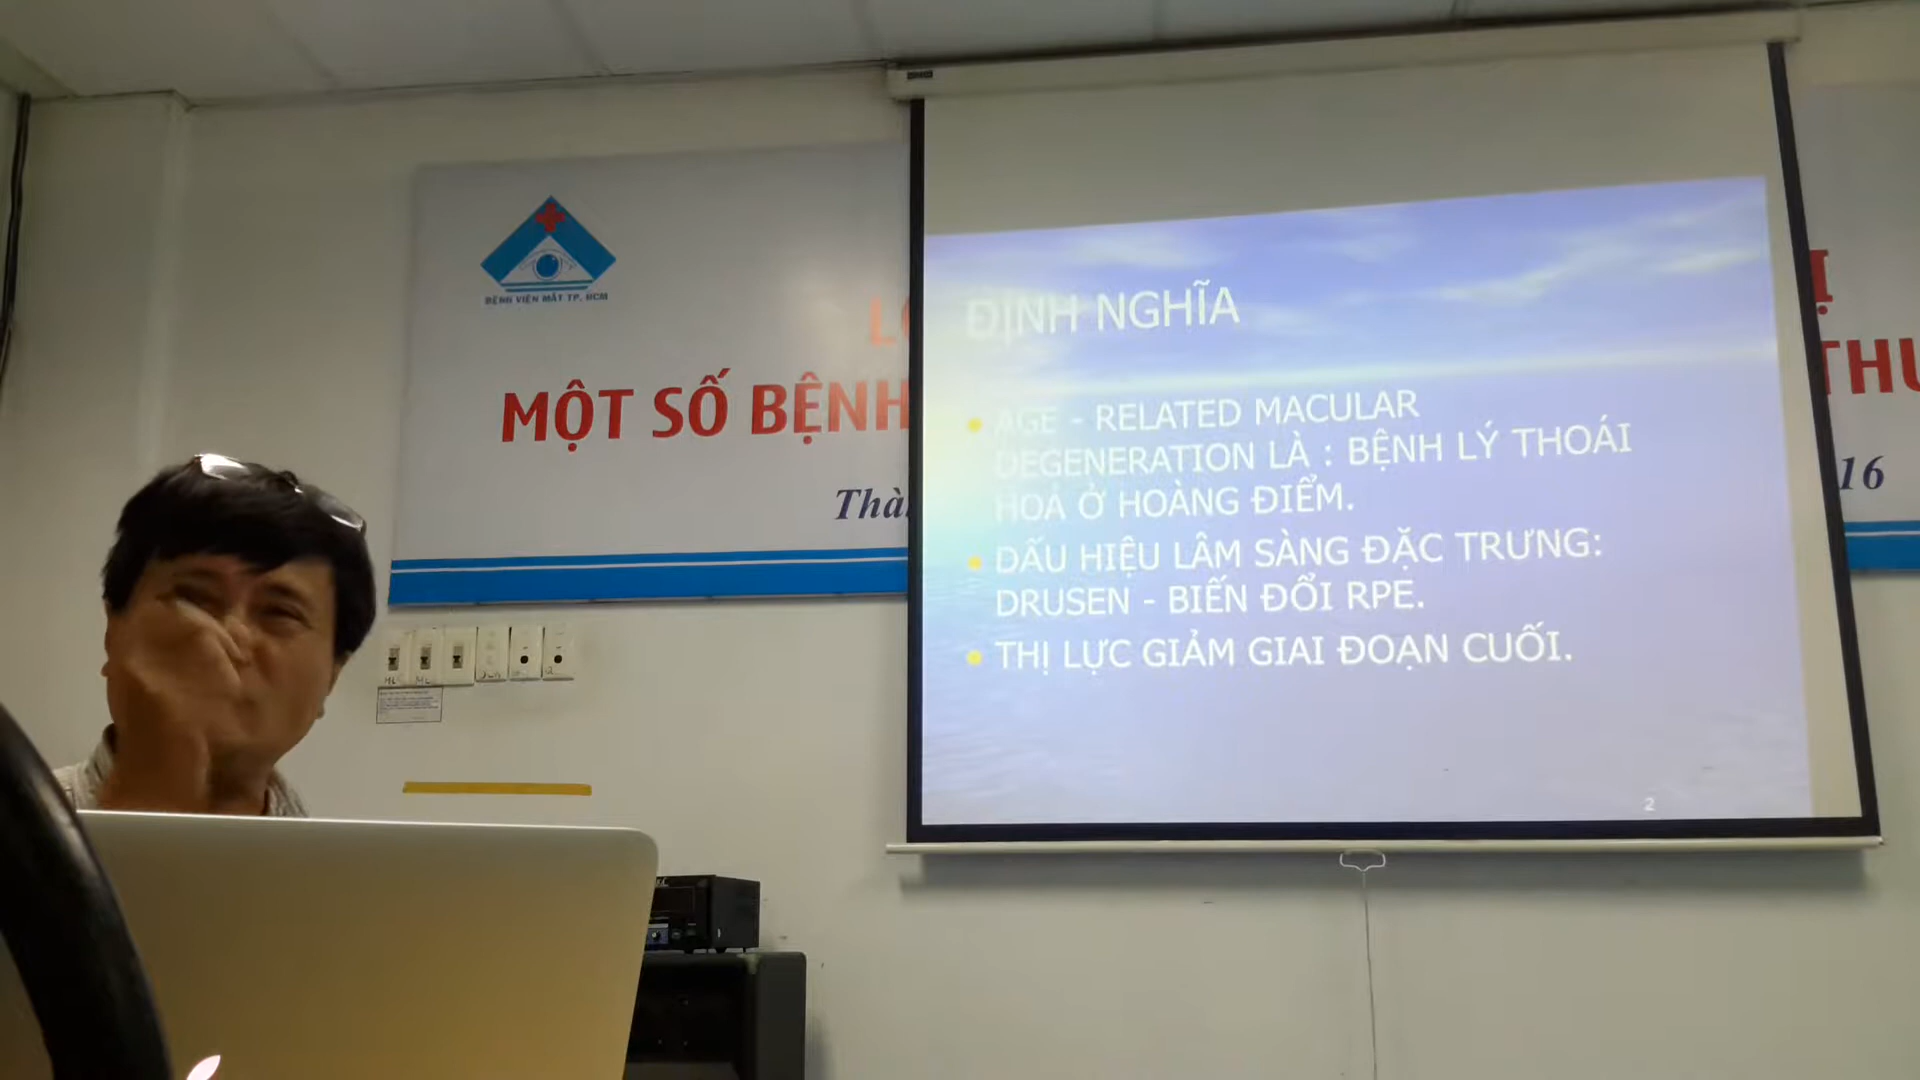 BỆNH VIỆN MẮT TP. HCM
MỘT SỐ BỆNH
THU
16
ĐỊNH NGHĨA
AGE - RELATED MACULAR
DEGENERATION LÀ : BỆNH LÝ THOÁI
HOÁ Ở HOÀNG ĐIỂM.
DẤU HIỆU LÂM SÀNG ĐẶC TRƯNG:
DRUSEN - BIẾN ĐỔI RPE.
THỊ LỰC GIẢM GIAI ĐOẠN CUỐI.
2